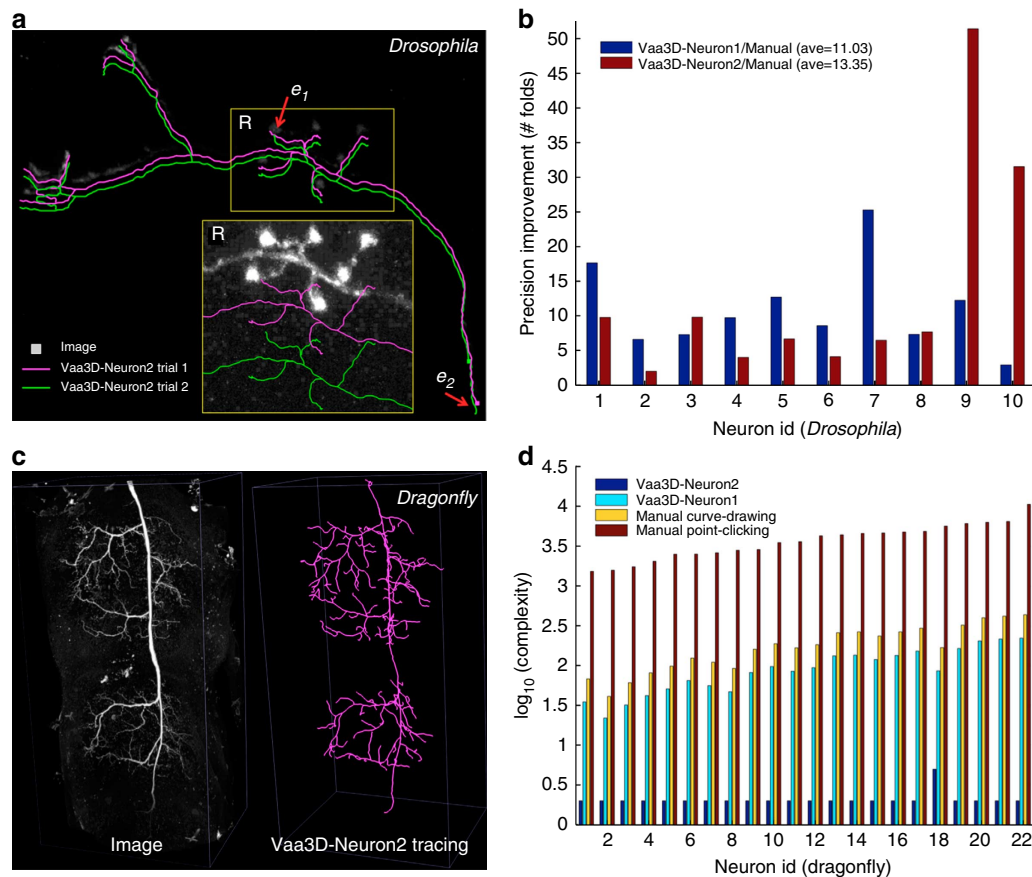 a
Drosophila
e1
R
R
Image
Vaa3D-Neuron2 trial 1
Vaa3D-Neuron2 trial 2
e2
b
Precision improvement (# folds)
50
45
40
35
30
25
20
15
10
5
0
Vaa3D-Neuron1/Manual (ave=11.03)
Vaa3D-Neuron2/Manual (ave=13.35)
1 2 3 4 5 6 7 8 9 10
Neuron id (Drosophila)
c
Dragonfly
Image
Vaa3D-Neuron2 tracing
d
log10 (complexity)
4.5
4
3.5
3
2.5
2
1.5
1
0.5
0
Vaa3D-Neuron2
Vaa3D-Neuron1
Manual curve-drawing
Manual point-clicking
2 4 6 8 10 12 14 16 18 20 22
Neuron id (dragonfly)